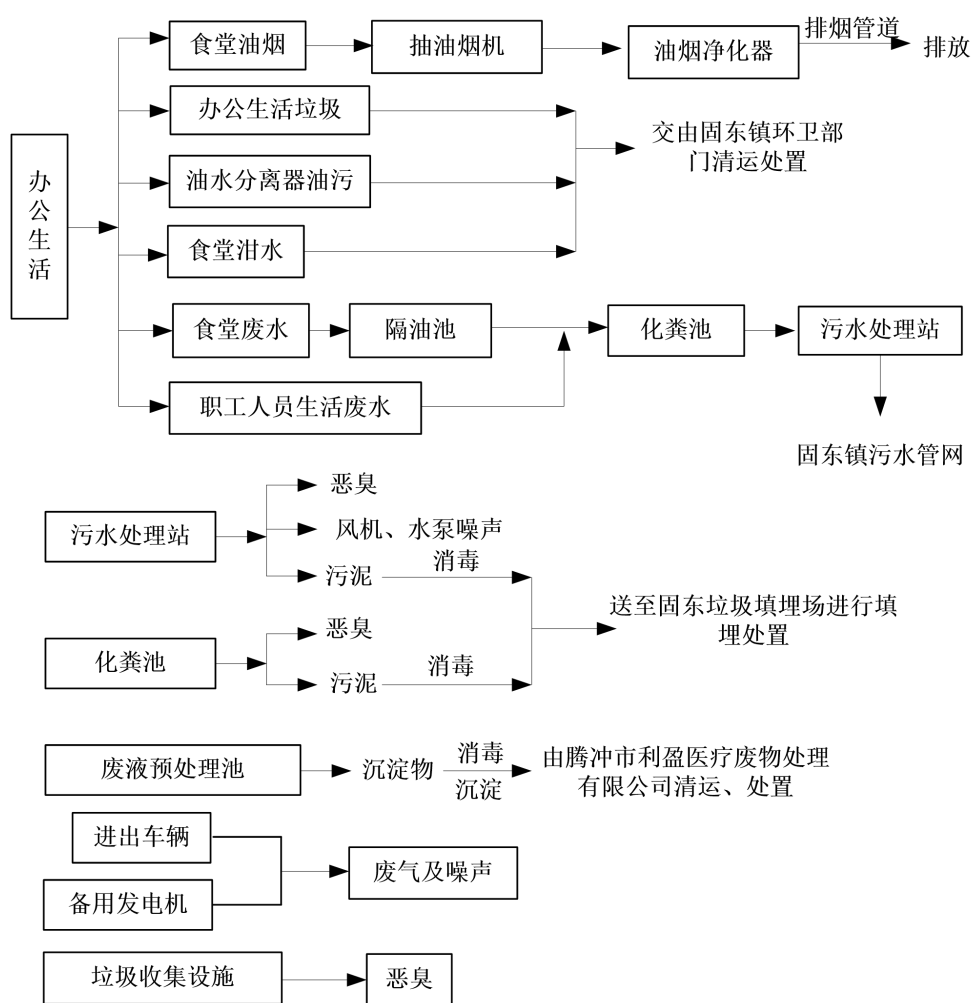 食堂油烟
抽油烟机
油烟净化器
排烟管道
排放
办公生活垃圾
交由固东镇环卫部
门清运处置
办公生活
油水分离器油污
食堂泔水
食堂废水
隔油池
化粪池
污水处理站
职工人员生活废水
固东镇污水管网
恶臭
污水处理站
风机、水泵噪声
污泥
消毒
送至固东垃圾填埋场进行填
埋处置
恶臭
化粪池
污泥
消毒
废液预处理池
沉淀物
消毒
沉淀
由腾冲市利盈医疗废物处理
有限公司清运、处置
进出车辆
废气及噪声
备用发电机
垃圾收集设施
恶臭